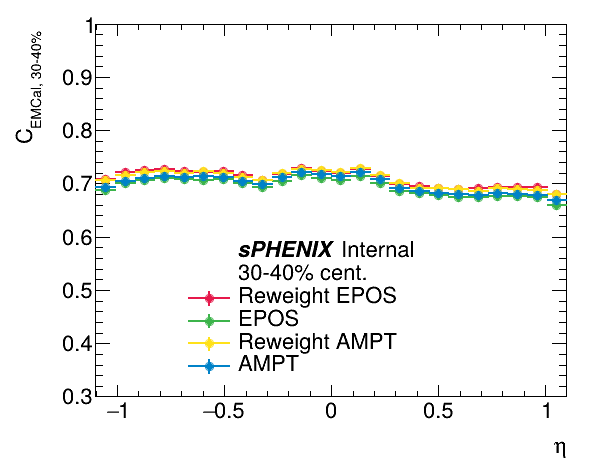 C_EMCal, 30-40%
1
0.9
0.8
0.7
0.6
0.5
0.4
0.3
sPHENIX Internal
30-40% cent.
Reweight EPOS
EPOS
Reweight AMPT
AMPT
−1 −0.5 0 0.5 1
η